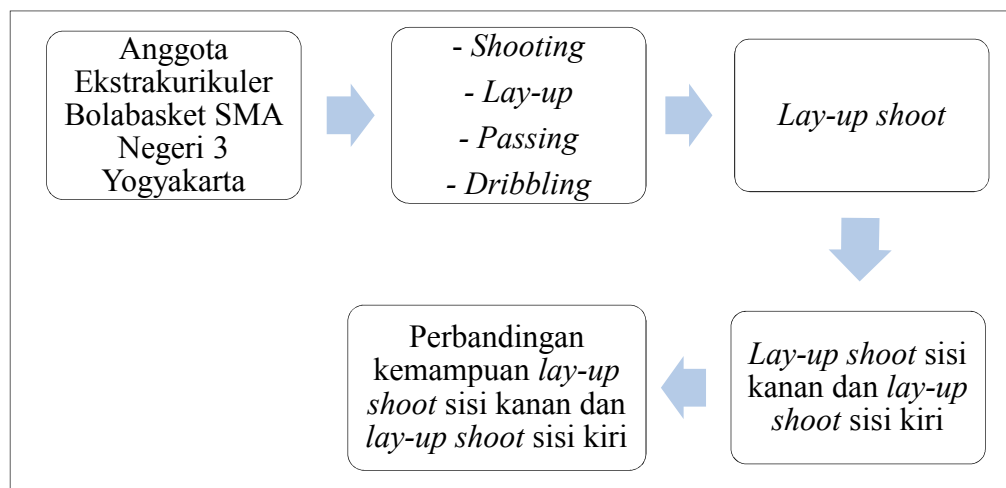 Anggota
Ekstrakurikuler
Bolabasket SMA
Negeri 3
Yogyakarta
- Shooting
- Lay-up
- Passing
- Dribbling
Lay-up shoot
Lay-up shoot sisi
kanan dan lay-up
shoot sisi kiri
Perbandingan
kemampuan lay-up
shoot sisi kanan dan
lay-up shoot sisi kiri